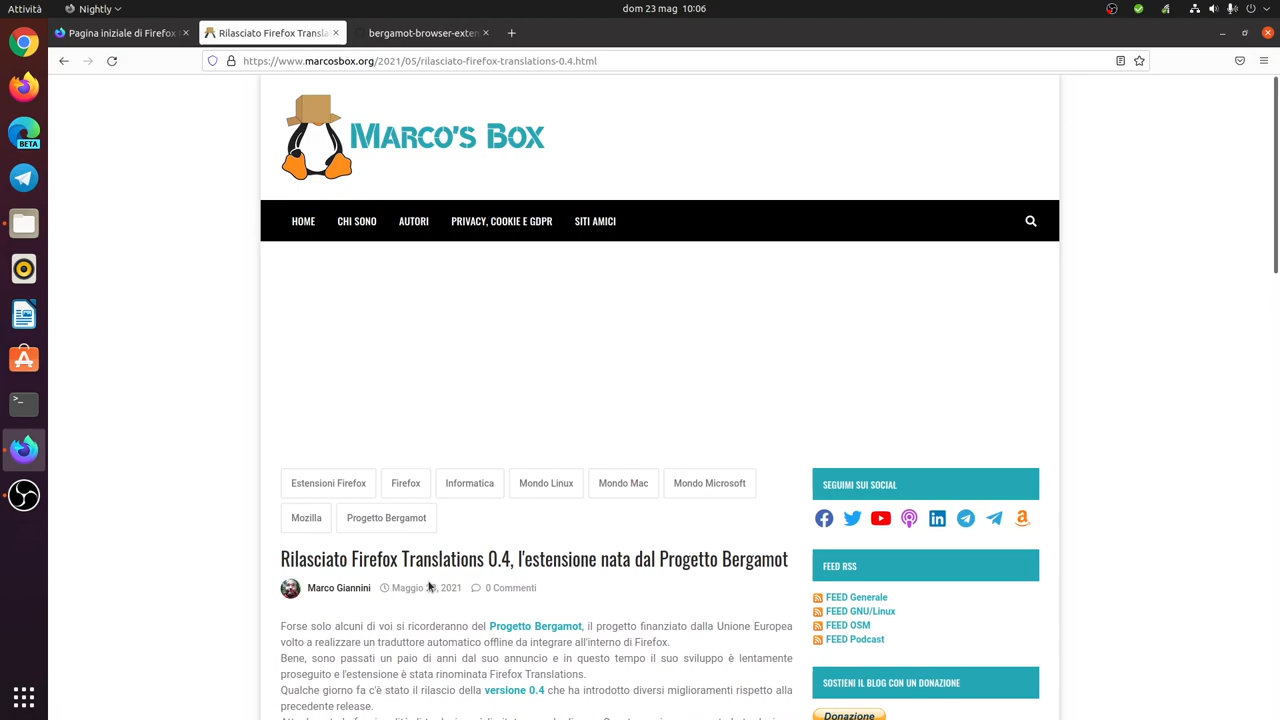 Attività
Nightly
dom 23 mag 10:06
Pagina iniziale di Firefox
Rilasciato Firefox Transla
bergamot-browser-exten
https://www.marcosbox.org/2021/05/rilasciato-firefox-translations-0.4.html
BETA
Marco's Box
HOME
CHI SONO
AUTORI
PRIVACY, COOKIE E GDPR
SITI AMICI
Estensioni Firefox
Firefox
Informatica
Mondo Linux
Mondo Mac
Mondo Microsoft
Mozilla
Progetto Bergamot
Rilasciato Firefox Translations 0.4, l'estensione nata dal Progetto Bergamot
Marco Giannini
Maggio 2021
0 Commenti
Forse solo alcuni di voi si ricorderanno del Progetto Bergamot, il progetto finanziato dalla Unione Europea
volto a realizzare un traduttore automatico offline da integrare all'interno di Firefox.
Bene, sono passati un paio di anni dal suo annuncio e in questo tempo il suo sviluppo è lentamente
proseguito e l'estensione è stata rinominata Firefox Translations.
Qualche giorno fa c'è stato il rilascio della versione 0.4 che ha introdotto diversi miglioramenti rispetto alla
precedente release.
SEGUIMI SUI SOCIAL
FEED RSS
FEED Generale
FEED GNU/Linux
FEED OSM
FEED Podcast
SOSTIENI IL BLOG CON UN DONAZIONE
Donazione